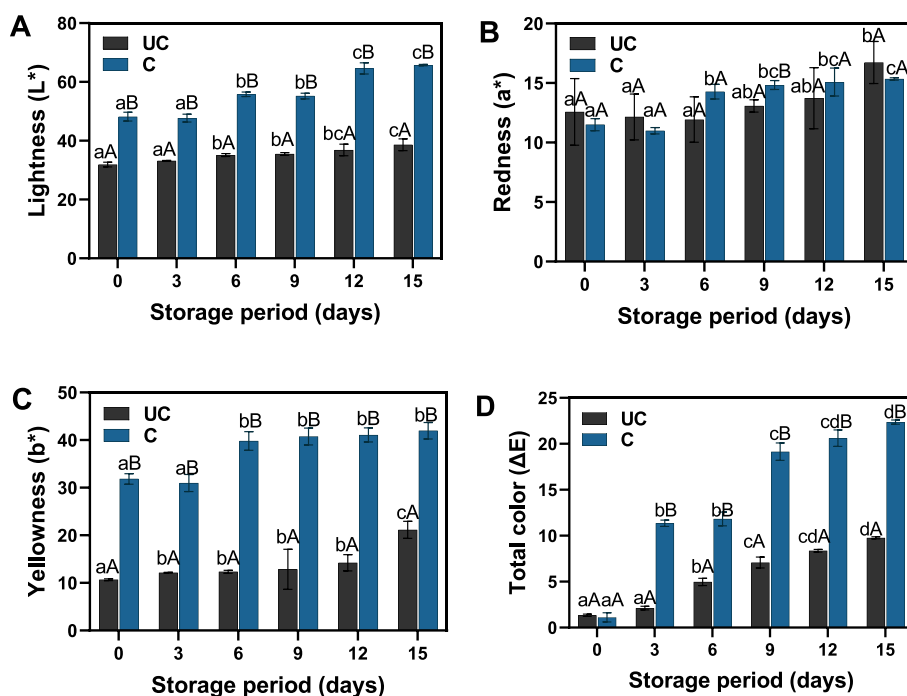 A
Lightness (L*)
80
60
40
20
0
UC
C
aA
aB
aA
aB
bA
bB
bA
bB
bcA
cB
cA
cB
0 3 6 9 12 15
Storage period (days)
B
Redness (a*)
20
15
10
5
0
UC
C
aA
aA
aA
aA
aA
bA
abA
bcB
abA
bcA
bA
cA
0 3 6 9 12 15
Storage period (days)
C
Yellowness (b*)
50
40
30
20
10
0
UC
C
aA
aB
bA
aB
bA
bB
bA
bB
bA
bB
cA
bB
0 3 6 9 12 15
Storage period (days)
D
Total color (ΔE)
25
20
15
10
5
0
UC
C
aA
aA
aA
bB
bA
bB
cA
cB
cdA
cdB
dA
dB
0 3 6 9 12 15
Storage period (days)